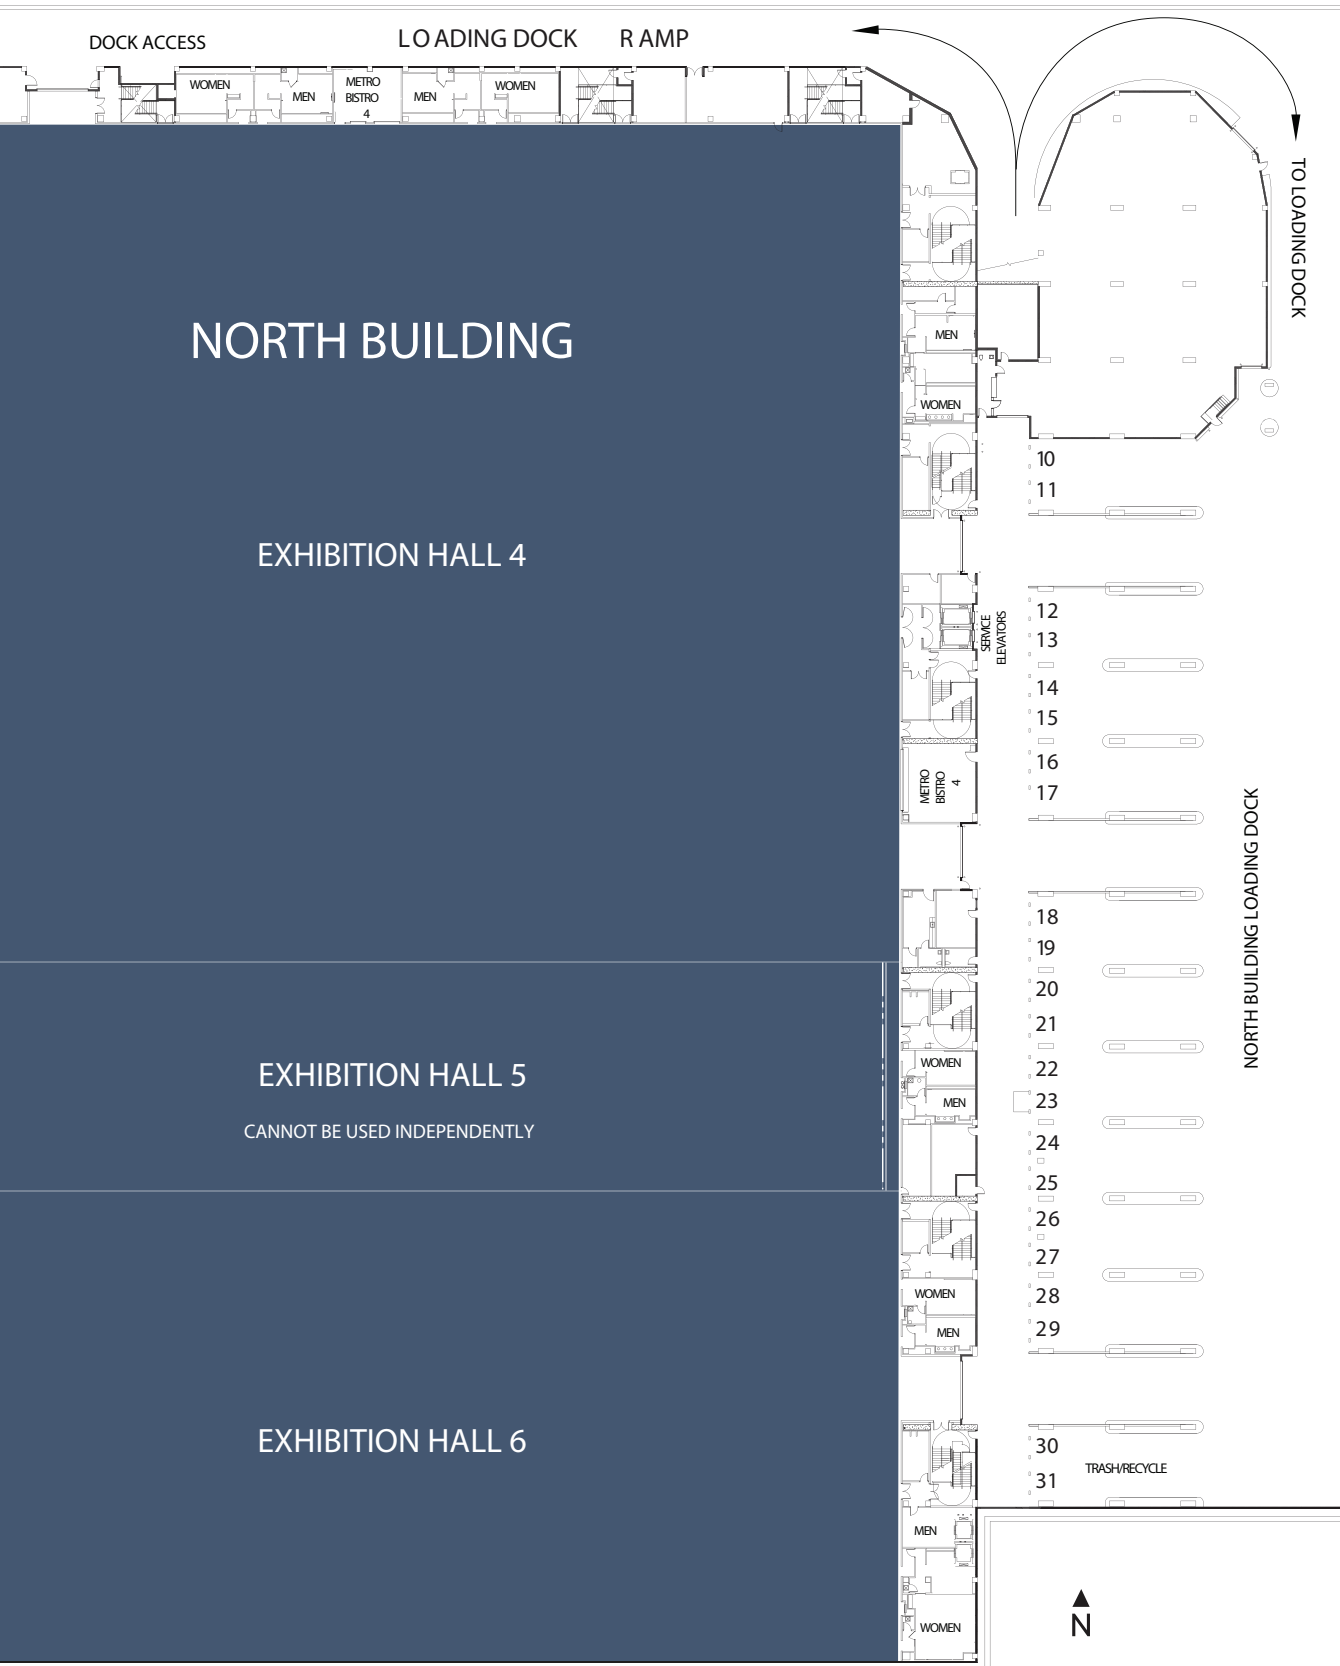 DOCK ACCESS
LOADING DOCK RAMP
WOMEN
MEN
METRO
BISTRO
4
MEN
WOMEN
TO LOADING DOCK
NORTH BUILDING
MEN
WOMEN
10
11
EXHIBITION HALL 4
SERVICE
ELEVATORS
12
13
14
15
METRO
BISTRO
4
16
17
NORTH BUILDING LOADING DOCK
18
19
20
21
EXHIBITION HALL 5
CANNOT BE USED INDEPENDENTLY
WOMEN
MEN
22
23
24
25
26
27
WOMEN
MEN
28
29
EXHIBITION HALL 6
30
31
TRASH/RECYCLE
MEN
WOMEN
N